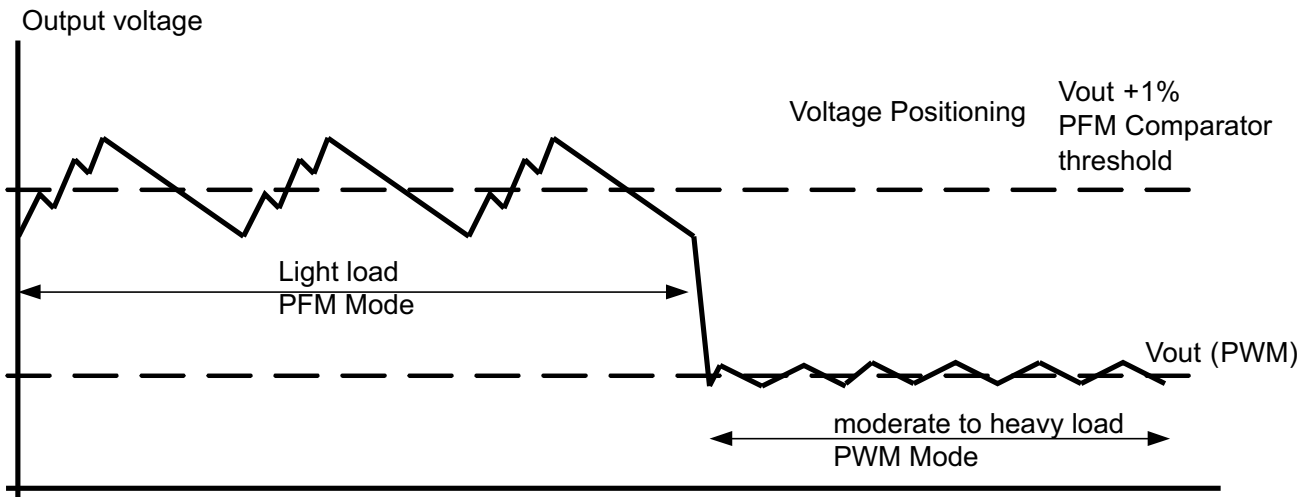 Output voltage
Voltage Positioning
Vout +1%
PFM Comparator
threshold
Light load
PFM Mode
Vout (PWM)
moderate to heavy load
PWM Mode